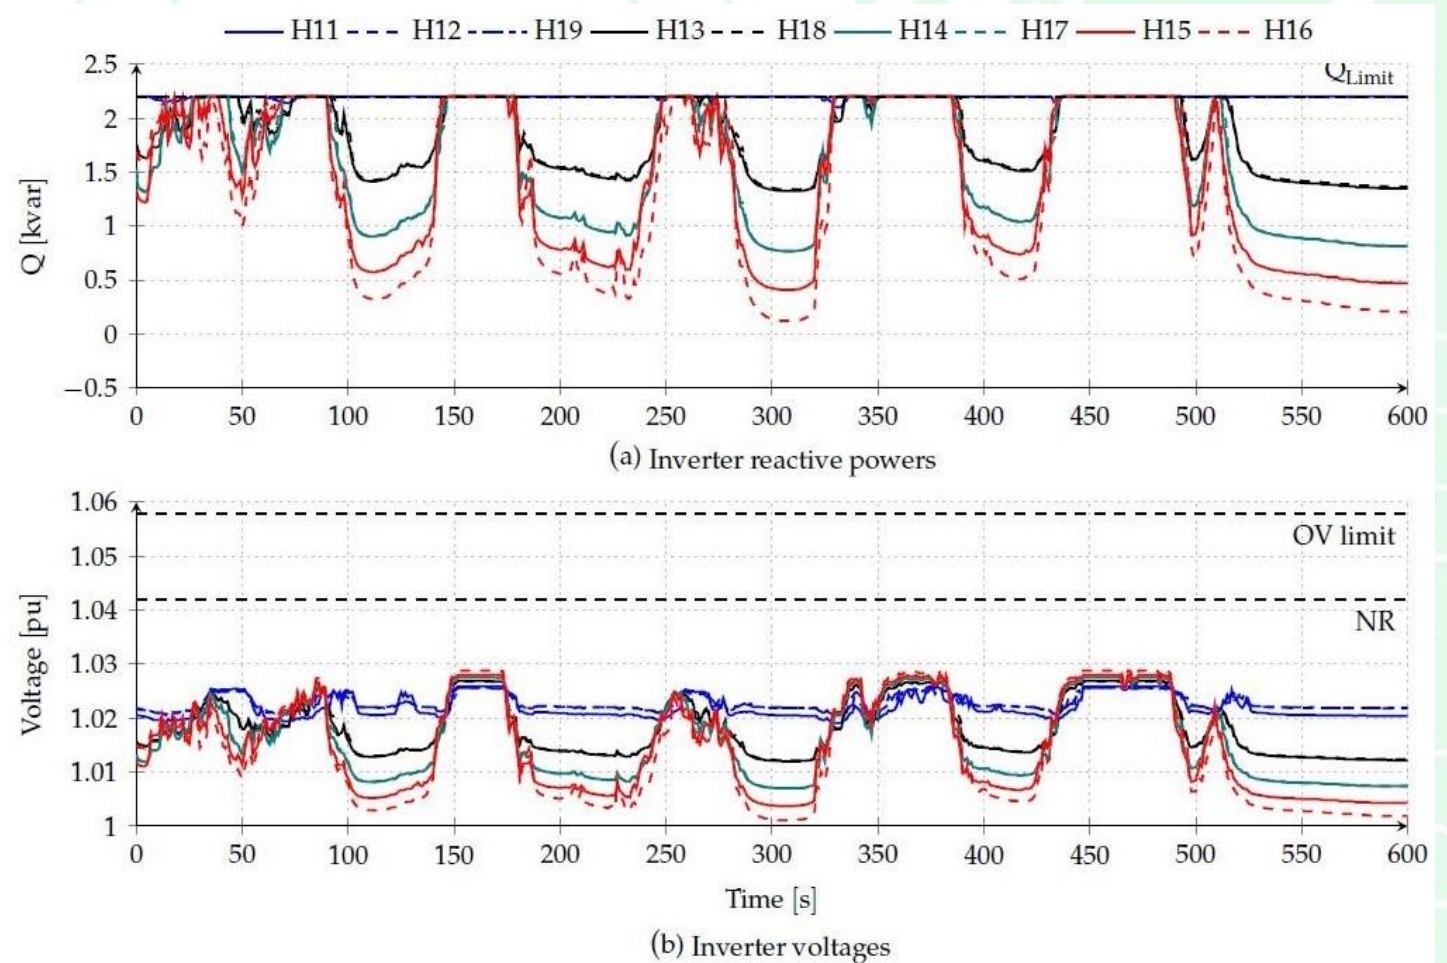 H11 H12 H19 H13 H18 H14 H17 H15 H16
2.5
2
1.5
1
0.5
0
−0.5
Q [kvar]
QLimit
0 50 100 150 200 250 300 350 400 450 500 550 600
(a) Inverter reactive powers
1.06
1.05
1.04
1.03
1.02
1.01
1
Voltage [pu]
OV limit
NR
0 50 100 150 200 250 300 350 400 450 500 550 600
Time [s]
(b) Inverter voltages